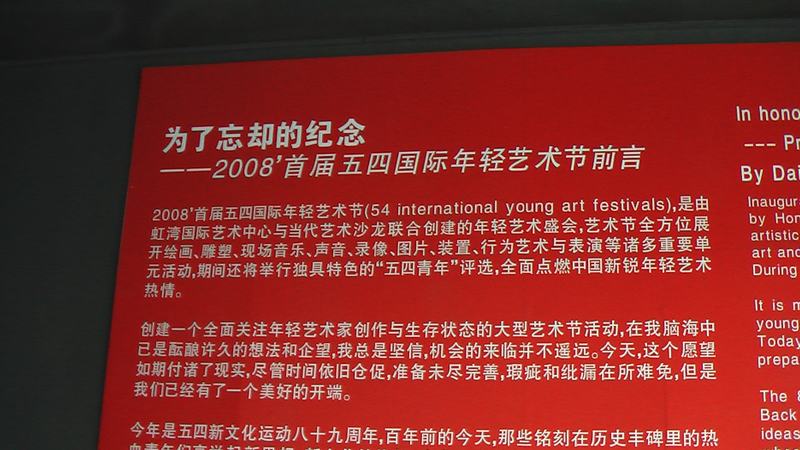 为了忘却的纪念
——2008'首届五四国际年轻艺术节前言
2008'首届五四国际年轻艺术节(54 international young art festivals),是由
虹湾国际艺术中心与当代艺术沙龙联合创建的年轻艺术盛会,艺术节全方位展
开绘画、雕塑、现场音乐、声音、录像、图片、装置、行为艺术与表演等诸多重要单
元活动,期间还将举行独具特色的“五四青年”评选,全面点燃中国新锐年轻艺术
热情。
创建一个全面关注年轻艺术家创作与生存状态的大型艺术节活动,在我脑海中
已是酝酿许久的想法和企望,我总是坚信,机会的来临并不遥远。今天,这个愿望
如期付诸了现实,尽管时间依旧仓促,准备未尽完善,瑕疵和纰漏在所难免,但是
我们已经有了一个美好的开端。
今年是五四新文化运动八十九周年,百年前的今天,那些铭刻在历史丰碑里的热
In hono
--- Pr
By Dai
Inaugura
by Hon
artistic
art and
During
It is m
young
Today
prepa
The 8
Back
ideas